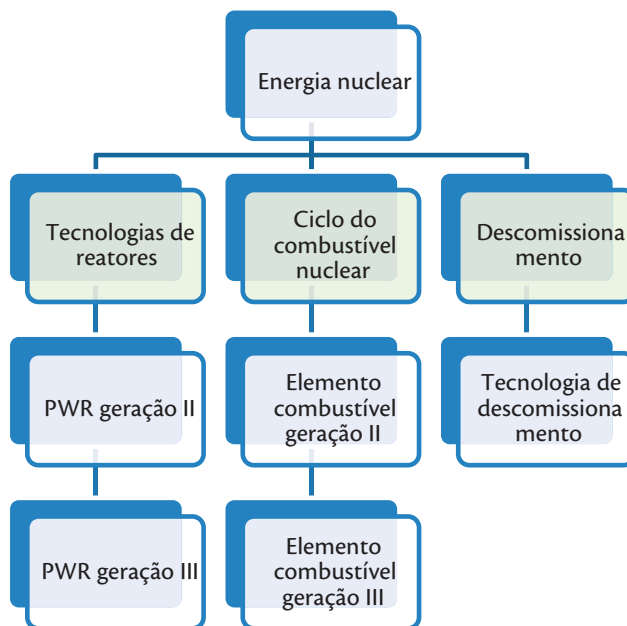 Energia nuclear
Tecnologias de
reatores
Ciclo do
combustível
nuclear
Descomissiona
mento
PWR geração II
Elemento
combustível
geração II
Tecnologia de
descomissiona
mento
PWR geração III
Elemento
combustível
geração III